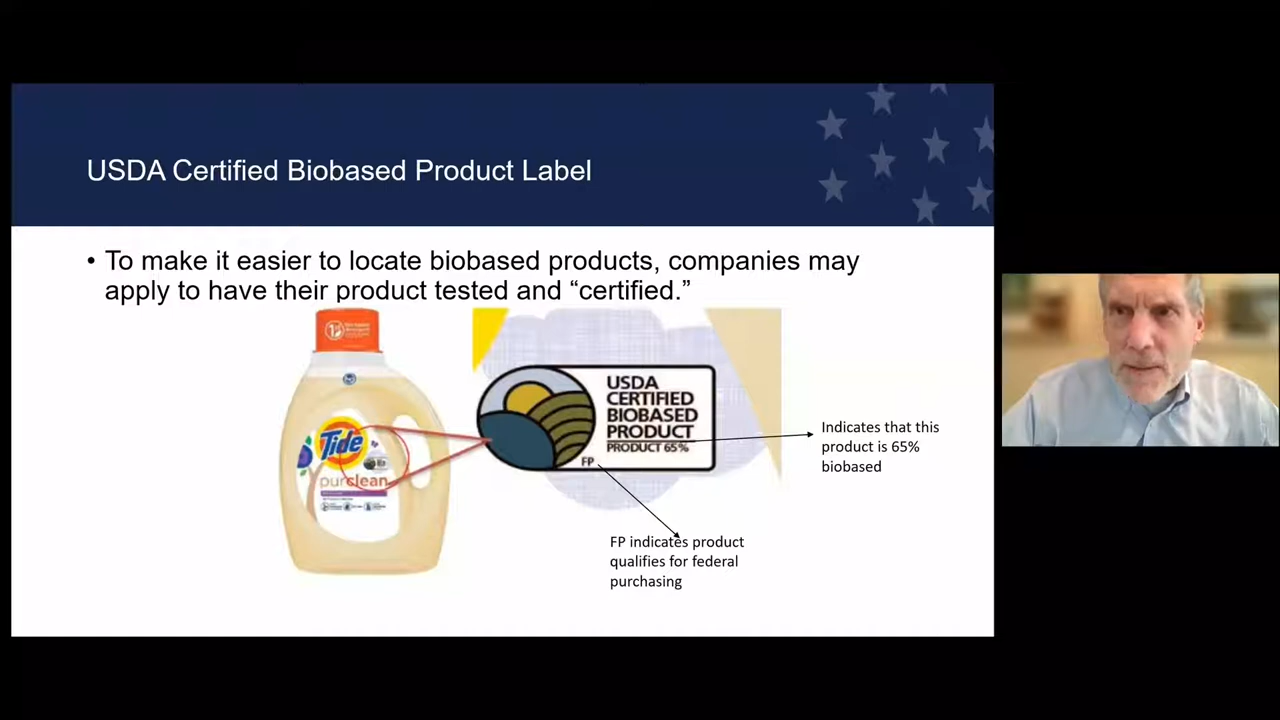 USDA Certified Biobased Product Label
• To make it easier to locate biobased products, companies may
apply to have their product tested and “certified.”
Tide
purclean
USDA
CERTIFIED
BIOBASED
PRODUCT
PRODUCT 65%
FP
Indicates that this
product is 65%
biobased
FP indicates product
qualifies for federal
purchasing